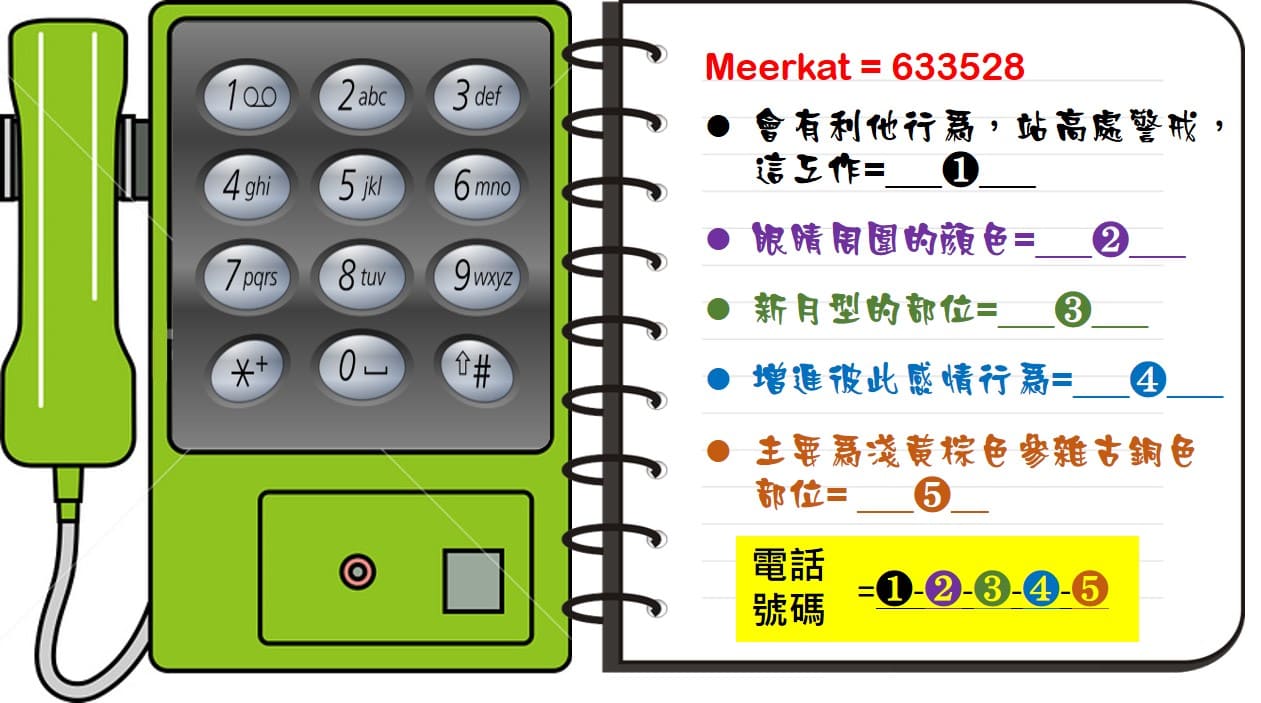 1
2 abc
3 def
4 ghi
5 jkl
6 mno
7 pqrs
8 tuv
9 wxyz
*+
0
⇧#
Meerkat = 633528
● 會有利他行為，站高處警戒，
這工作=___❶___
● 眼睛周圍的顏色=___❷___
● 新月型的部位=___❸___
● 增進彼此感情行為=___❹___
● 主要為淺黃棕色參雜古銅色
部位= ___❺__
電話
號碼
=❶-❷-❸-❹-❺